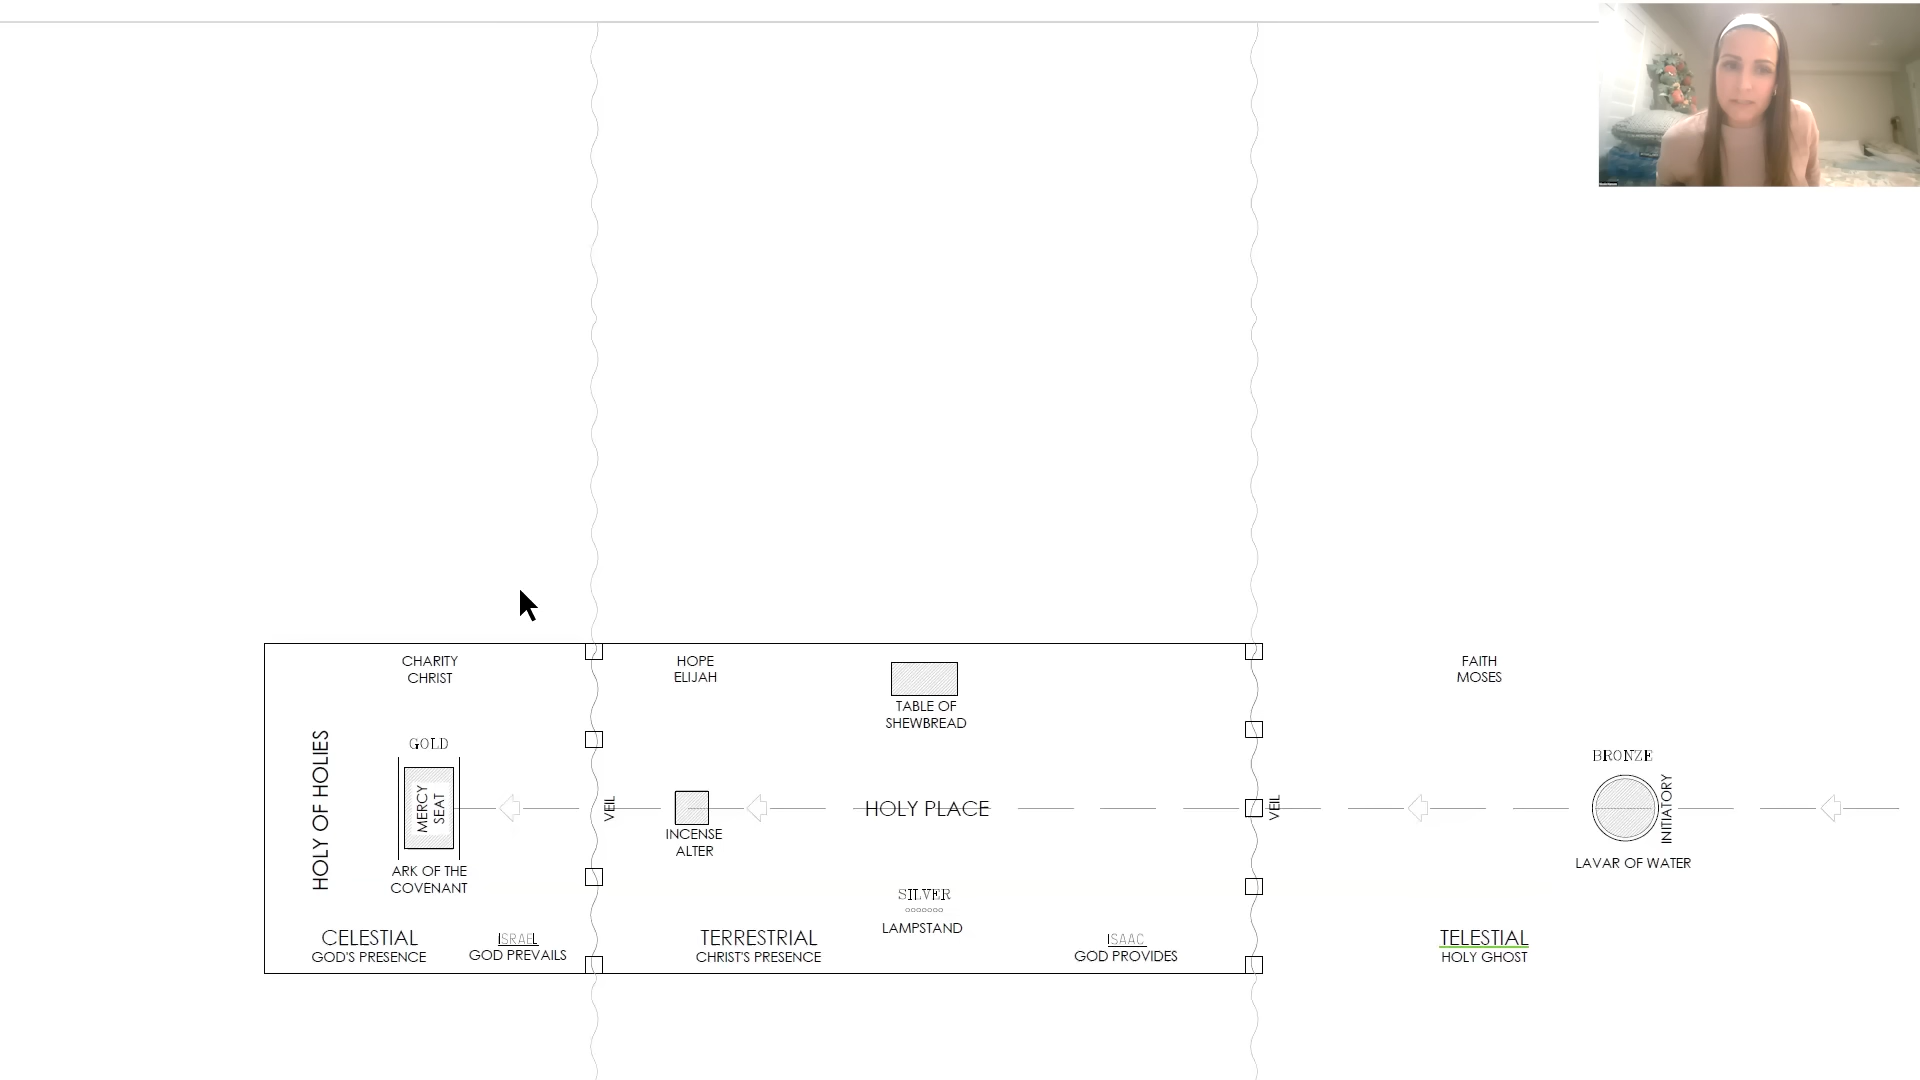 CHARITY
CHRIST
HOPE
ELIJAH
TABLE OF
SHEWBREAD
FAITH
MOSES
HOLY OF HOLIES
GOLD
MERCY
SEAT
ARK OF THE
COVENANT
VEIL
INCENSE
ALTER
HOLY PLACE
VEIL
BRONZE
INITIATORY
LAVAR OF WATER
SILVER
LAMPSTAND
CELESTIAL
GOD'S PRESENCE
ISRAEL
GOD PREVAILS
TERRESTRIAL
CHRIST'S PRESENCE
ISAAC
GOD PROVIDES
TELESTIAL
HOLY GHOST